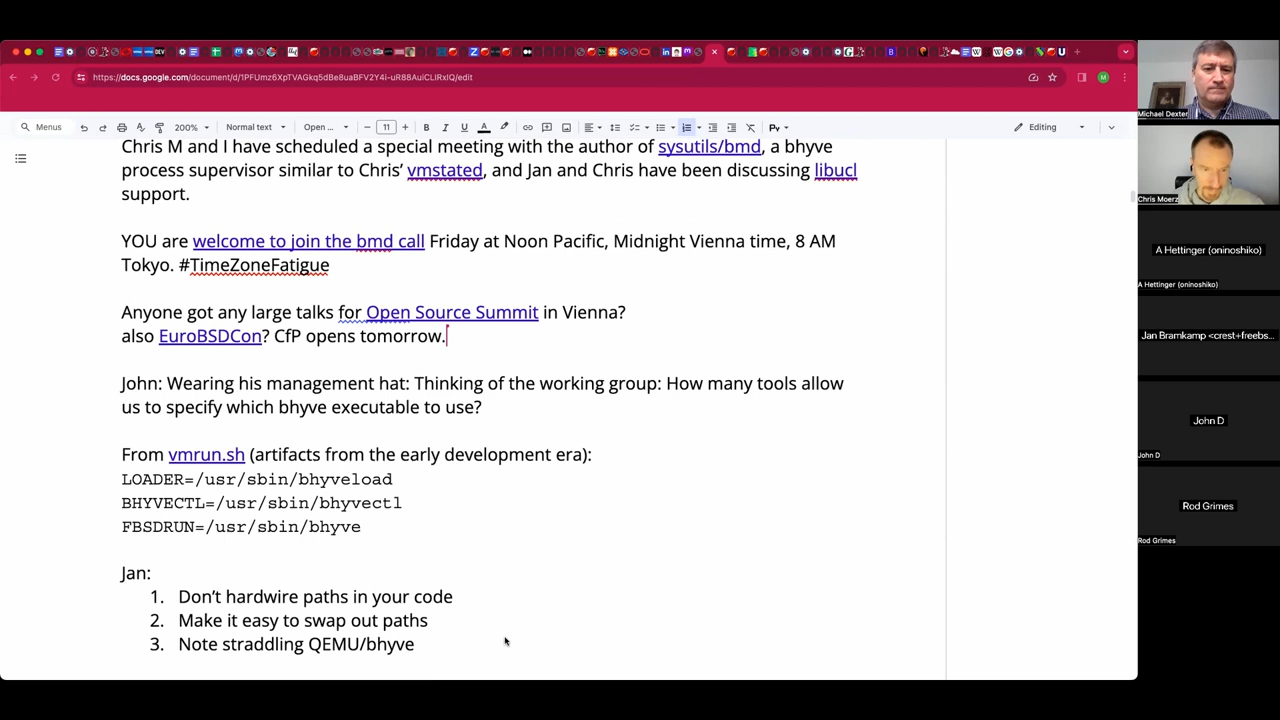 https://docs.google.com/document/d/1PFUmz6XpTVAGkq5dBe8uaBFV2Y4i-uR88AuiCLIRxIQ/edit
Menus
200%
Normal text
Open ...
11
Editing
Chris M and I have scheduled a special meeting with the author of sysutils/bmd, a bhyve
process supervisor similar to Chris' vmstated, and Jan and Chris have been discussing libucl
support.
YOU are welcome to join the bmd call Friday at Noon Pacific, Midnight Vienna time, 8 AM
Tokyo. #TimeZoneFatigue
Anyone got any large talks for Open Source Summit in Vienna?
also EuroBSDCon? CfP opens tomorrow.
John: Wearing his management hat: Thinking of the working group: How many tools allow
us to specify which bhyve executable to use?
From vmrun.sh (artifacts from the early development era):
LOADER=/usr/sbin/bhyveload
BHYVECTL=/usr/sbin/bhyvectl
FBSDRUN=/usr/sbin/bhyve
Jan:
1. Don't hardwire paths in your code
2. Make it easy to swap out paths
3. Note straddling QEMU/bhyve
Michael Dexter
Chris Moerz
A Hettinger (oninoshiko)
A Hettinger (oninoshiko)
Jan Bramkamp <crest+freebs...
John D
John D
Rod Grimes
Rod Grimes